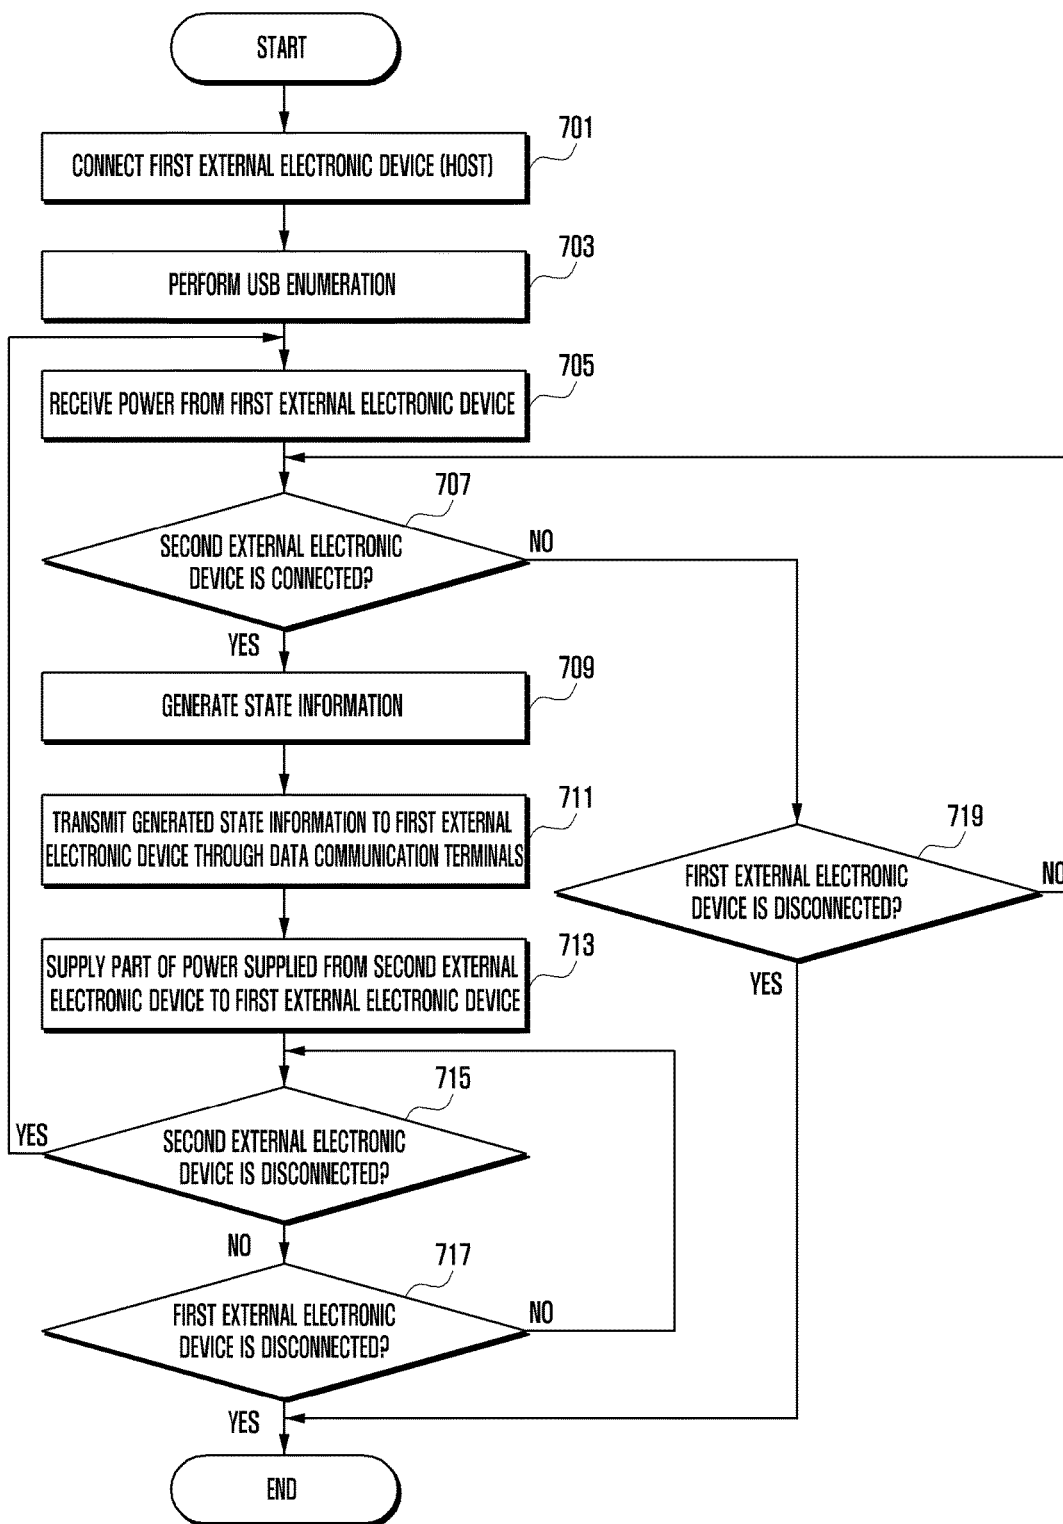 START
701
CONNECT FIRST EXTERNAL ELECTRONIC DEVICE (HOST)
703
PERFORM USB ENUMERATION
705
RECEIVE POWER FROM FIRST EXTERNAL ELECTRONIC DEVICE
707
SECOND EXTERNAL ELECTRONIC
DEVICE IS CONNECTED?
NO
YES
709
GENERATE STATE INFORMATION
711
TRANSMIT GENERATED STATE INFORMATION TO FIRST EXTERNAL
ELECTRONIC DEVICE THROUGH DATA COMMUNICATION TERMINALS
719
FIRST EXTERNAL ELECTRONIC
DEVICE IS DISCONNECTED?
NO
YES
713
SUPPLY PART OF POWER SUPPLIED FROM SECOND EXTERNAL
ELECTRONIC DEVICE TO FIRST EXTERNAL ELECTRONIC DEVICE
715
YES
SECOND EXTERNAL ELECTRONIC
DEVICE IS DISCONNECTED?
NO
717
FIRST EXTERNAL ELECTRONIC
DEVICE IS DISCONNECTED?
NO
YES
END